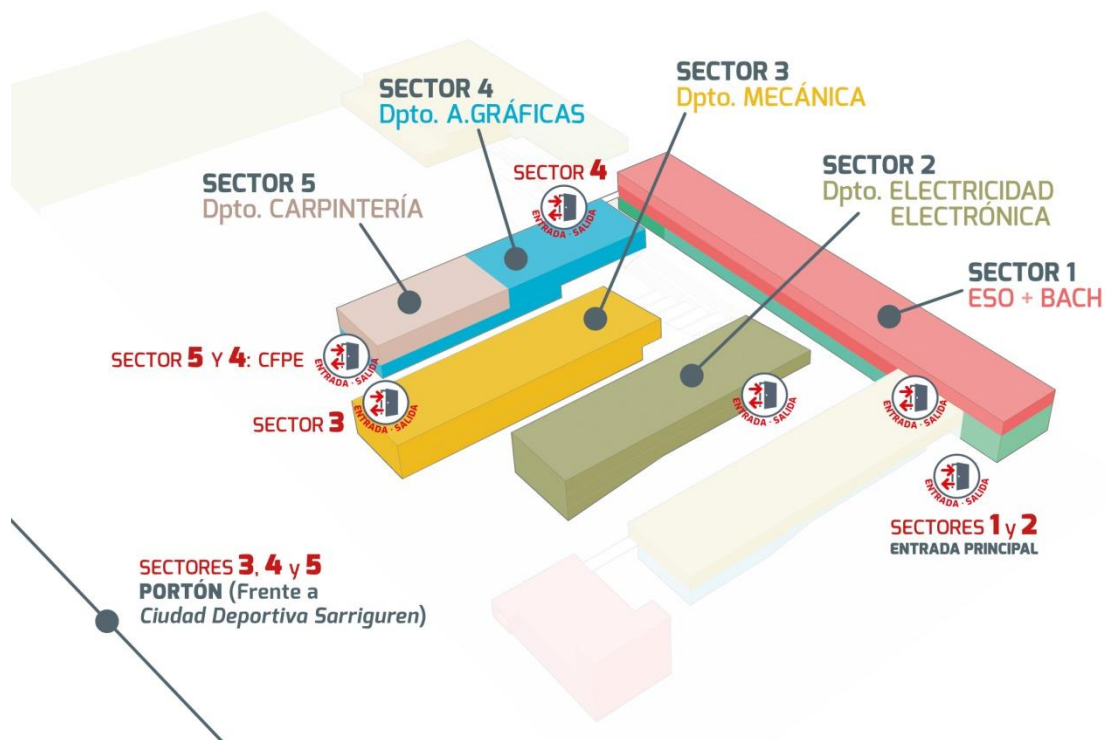 SECTOR 3
Dpto. MECÁNICA
SECTOR 4
Dpto. A.GRÁFICAS
SECTOR 4
ENTRADA · SALIDA
SECTOR 2
Dpto. ELECTRICIDAD
ELECTRÓNICA
SECTOR 5
Dpto. CARPINTERÍA
SECTOR 1
ESO + BACH
SECTOR 5 Y 4: CFPE
ENTRADA · SALIDA
SECTOR 3
ENTRADA · SALIDA
ENTRADA · SALIDA
ENTRADA · SALIDA
ENTRADA · SALIDA
SECTORES 1 y 2
ENTRADA PRINCIPAL
SECTORES 3, 4 y 5
PORTÓN (Frente a
Ciudad Deportiva Sarriguren)